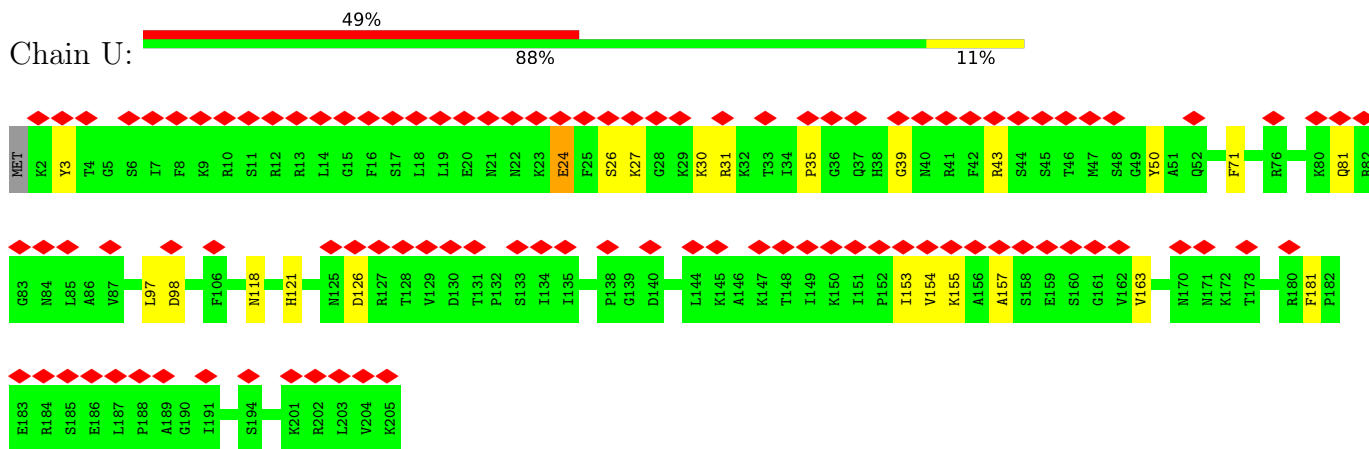 49%
Chain U:
88% 11%
MET K2 Y3 T4 G5 S6 I7 F8 K9 R10 S11 R12 R13 L14 G15 F16 S17 L18 L19 E20 N21 N22 K23 E24 F25 S26 K27 G28 K29 K30 R31 K32 T33 I34 P35 G36 Q37 H38 G39 N40 R41 F42 R43 S44 S45 T46 M47 S48 G49 Y50 A51 Q52 F71 R76 K80 Q81 R82
G83 N84 L85 A86 V87 L97 D98 F106 N118 H121 N125 D126 R127 T128 V129 D130 T131 P132 S133 I134 I135 P138 G139 D140 L144 K145 A146 K147 T148 I149 K150 I151 P152 I153 V154 K155 A156 A157 S158 E159 S160 G161 V162 V163 N170 N171 K172 T173 R180 F181 P182
E183 R184 S185 E186 L187 P188 A189 G190 I191 S194 K201 R202 L203 V204 K205